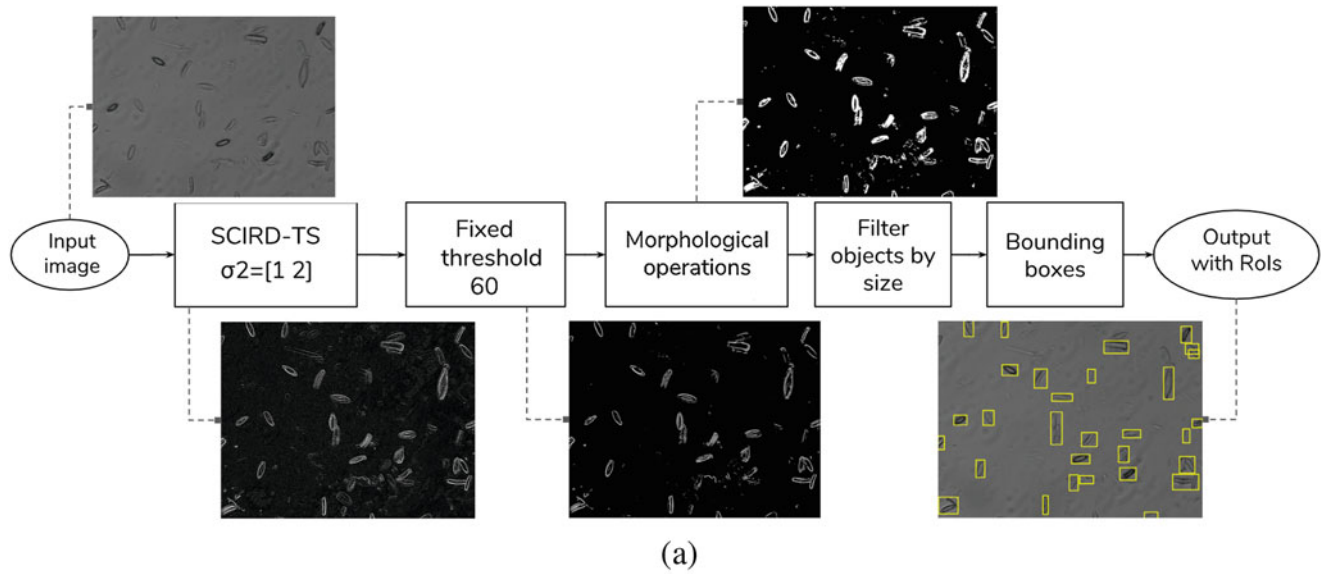 Input
image
SCIRD-TS
σ2=[1 2]
Fixed
threshold
60
Morphological
operations
Filter
objects by
size
Bounding
boxes
Output
with RoIs
(a)